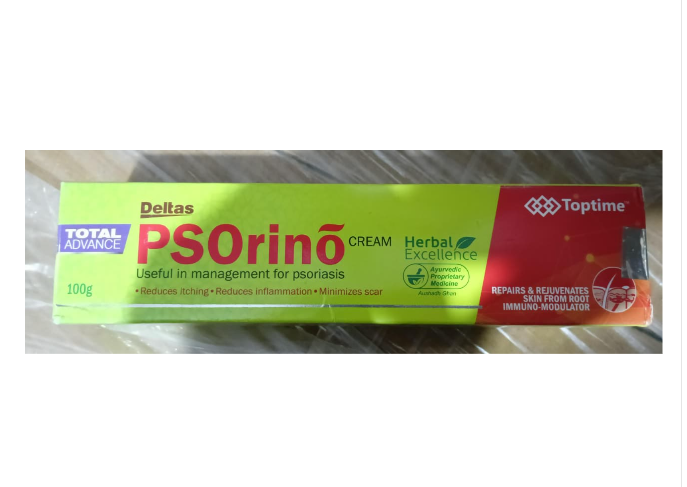 Deltas
TOTAL
ADVANCE
PSOrinõ CREAM
Useful in management for psoriasis
100g
•Reduces itching •Reduces inflammation •Minimizes scar
Herbal
Excellence
Ayurvedic
Proprietary
Medicine
Toptime®
REPAIRS & REJUVENATES
SKIN FROM ROOT
IMMUNO-MODULATOR